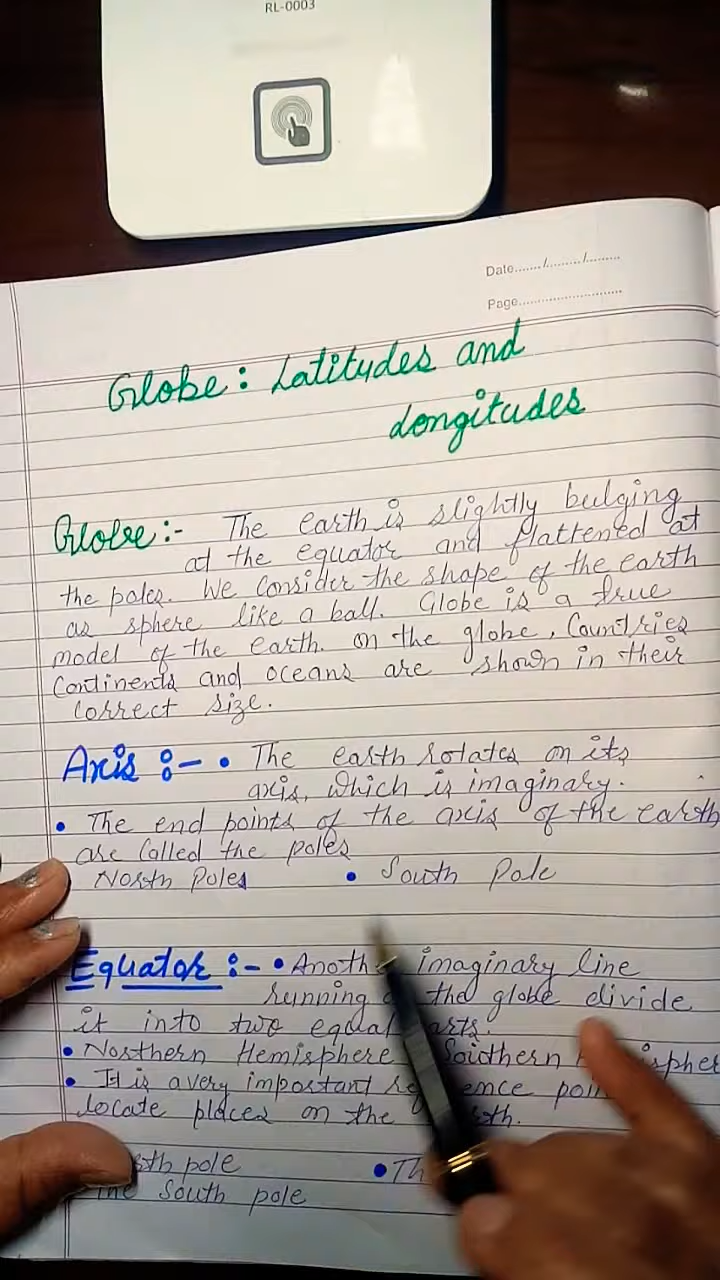 RL-0003
Date......./........./.........
Page...........................
Globe: Latitudes and
Longitudes
Globe:- The earth is slightly bulging
at the equator and flattened at
the poles. We consider the shape of the earth
as sphere like a ball. Globe is a true
model of the earth. on the globe, Countries
Continents and oceans are shown in their
correct size.
Axis :- • The earth rotates on its
axis, which is imaginary.
• The end points of the axis of the earth
are called the poles
North Poles • South Pole
Equator :- • imaginary line
running the globe divide
it into two equal
• Northern Hemisphere
• It is a very important
locate places on the
pole •
South pole